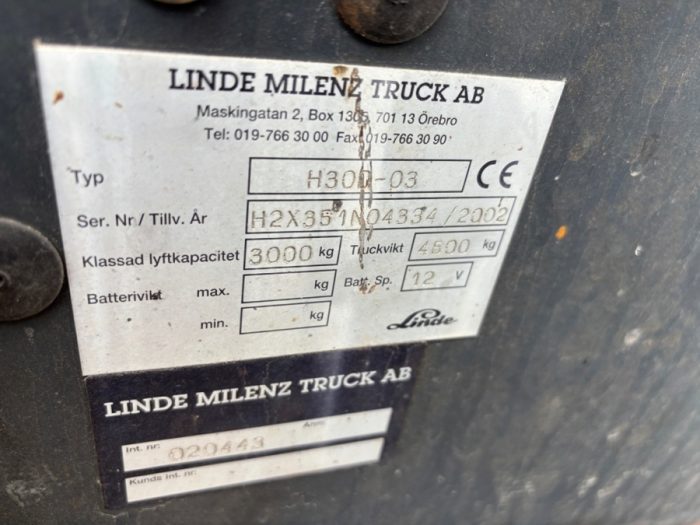 LINDE MILENZ TRUCK AB
Maskingatan 2, Box 1305, 701 13 Örebro
Tel: 019-766 30 00 Fax: 019-766 30 90
Typ H30D-03 CE
Ser. Nr / Tillv. År H2X351N04334/2002
Klassad lyftkapacitet 3000 kg Truckvikt 4500 kg
Batterivikt max. kg Batt. Sp. 12 V
min. kg Linde
LINDE MILENZ TRUCK AB
Int. nr: 020443
Kunds Int. nr: